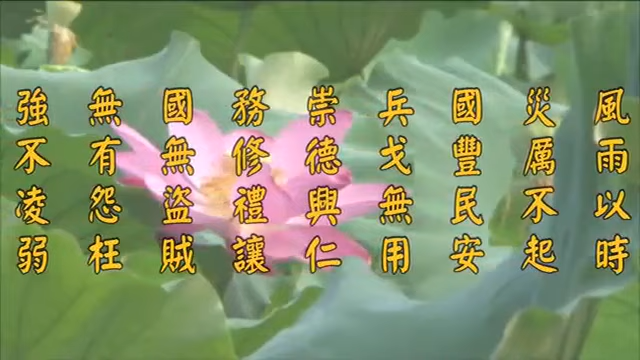 風雨以時
災厲不起
國豐民安
兵戈無用
崇德興仁
務修禮讓
國無盜賊
無有怨枉
強不凌弱